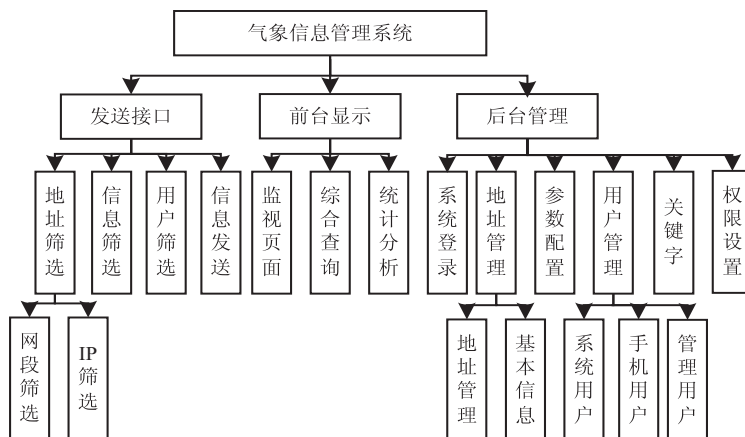 气象信息管理系统
发送接口
前台显示
后台管理
地址筛选
信息筛选
用户筛选
信息发送
监视页面
综合查询
统计分析
系统登录
地址管理
参数配置
用户管理
关键字
权限设置
网段筛选
IP筛选
地址管理
基本信息
系统用户
手机用户
管理用户